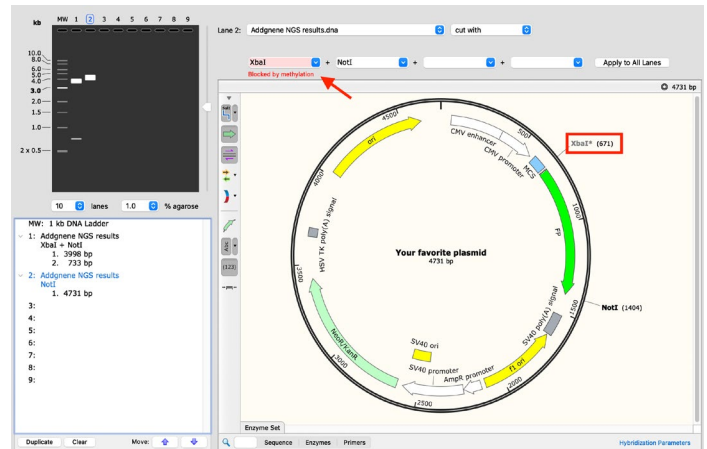 kb MW 1 2 3 4 5 6 7 8 9
10.0
8.0
6.0
5.0
4.0
3.0
2.0
1.5
1.0
2 x 0.5
10 lanes 1.0 % agarose
MW: 1 kb DNA Ladder
1: Addgnene NGS results
XbaI + NotI
1. 3998 bp
2. 733 bp
2: Addgnene NGS results
NotI
1. 4731 bp
3:
4:
5:
6:
7:
8:
9:
Duplicate Clear Move:
Lane 2: Addgnene NGS results.dna cut with
XbaI + NotI + + Apply to All Lanes
Blocked by methylation
4731 bp
4500
500
ori
CMV enhancer
CMV promoter
MCS
XbaI* (671)
4000
1000
HSV TK poly(A) signal
FP
Your favorite plasmid
4731 bp
3500
NotI (1404)
1500
SV40 poly(A) signal
NeoR/KanR
SV40 ori
3000
SV40 promoter
AmpR promoter
f1 ori
2000
2500
Abc
(123)
Enzyme Set
Sequence Enzymes Primers Hybridization Parameters